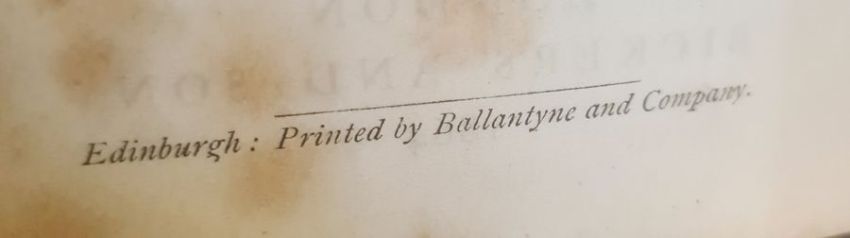 Edinburgh : Printed by Ballantyne and Company.